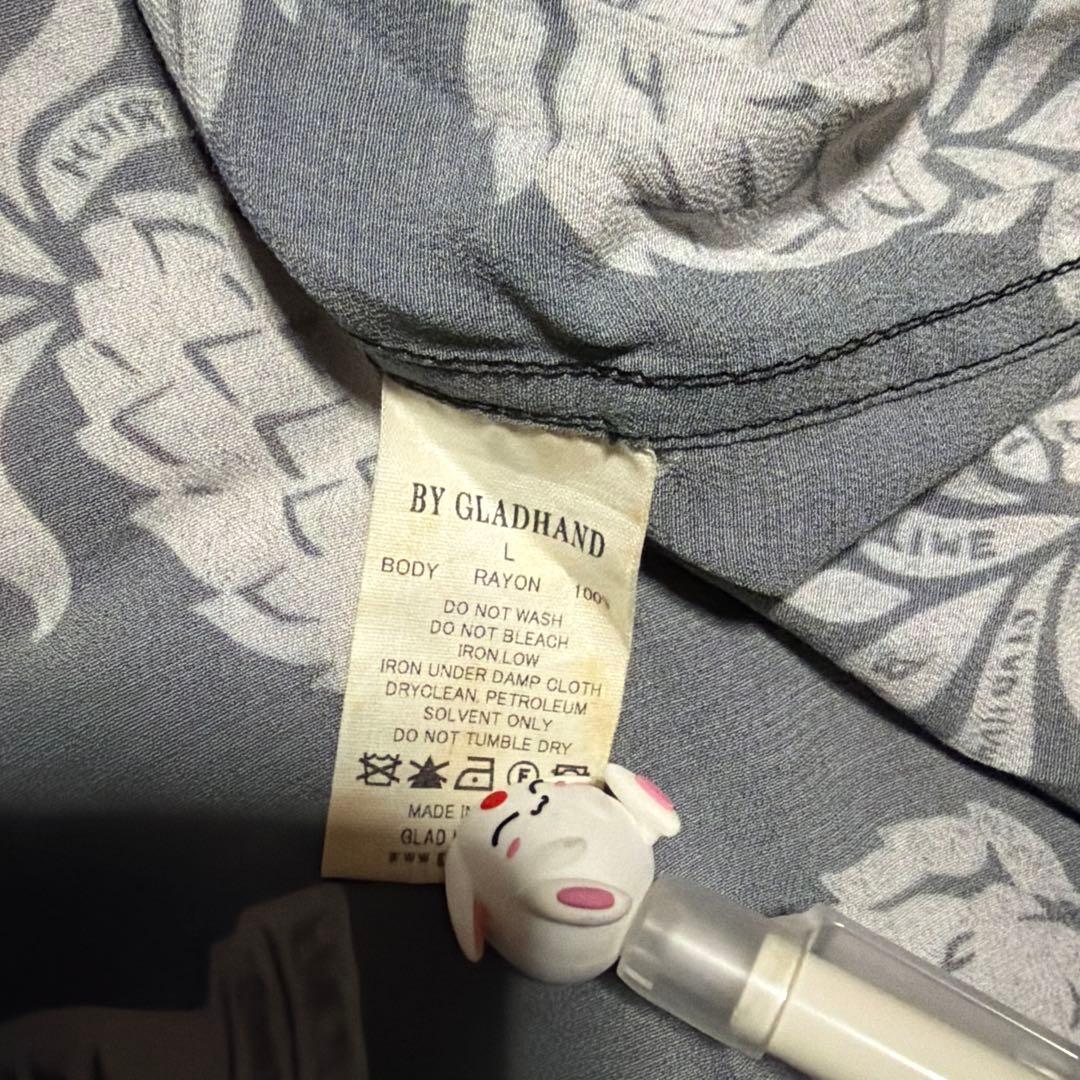 BY GLADHAND
L
BODY RAYON 100%
DO NOT WASH
DO NOT BLEACH
IRON LOW
IRON UNDER DAMP CLOTH
DRYCLEAN, PETROLEUM
SOLVENT ONLY
DO NOT TUMBLE DRY
F
MADE IN
GLAD
WWW